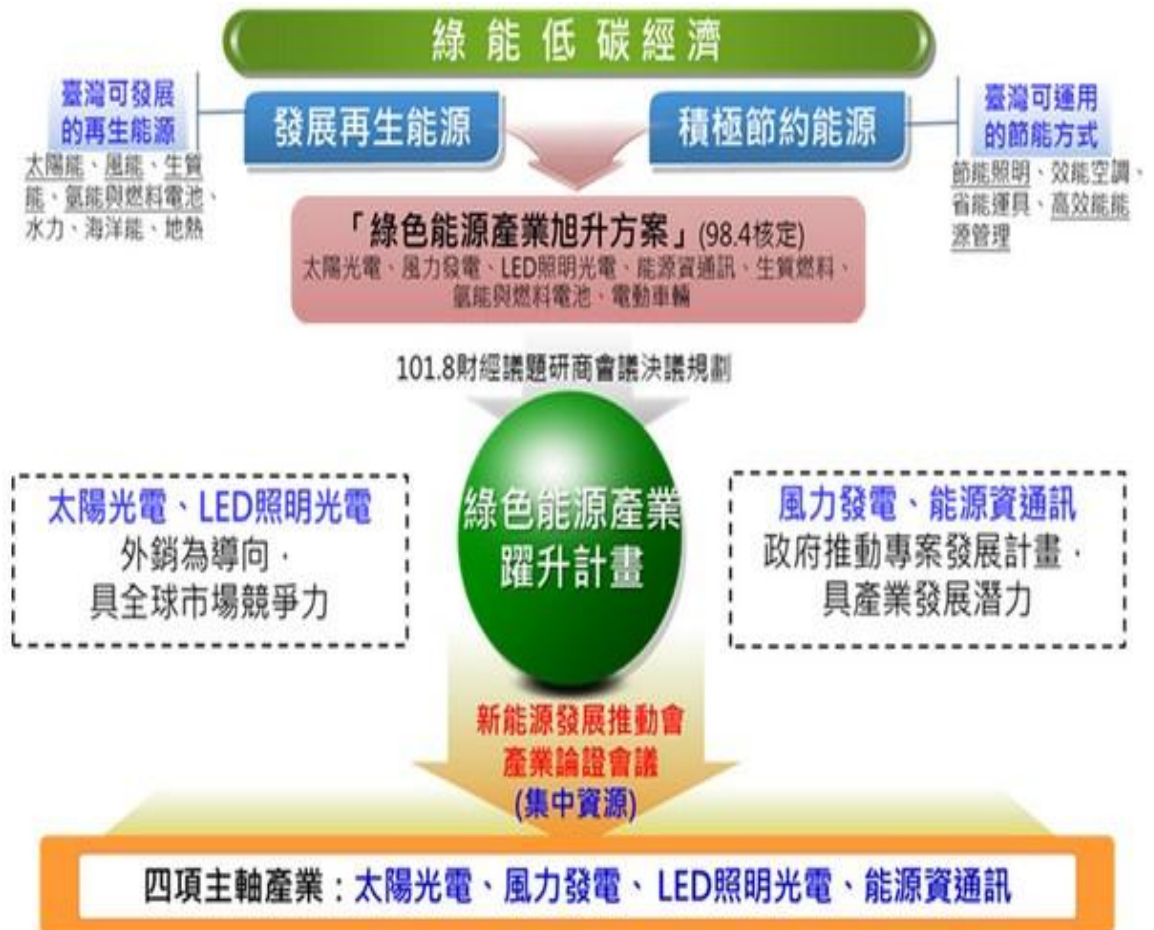 綠能低碳經濟
臺灣可發展
的再生能源
太陽能、風能、生質
能、氫能與燃料電池、
水力、海洋能、地熱
發展再生能源
積極節約能源
臺灣可運用
的節能方式
節能照明、效能空調、
省能運具、高效能能
源管理
「綠色能源產業旭升方案」(98.4核定)
太陽光電、風力發電、LED照明光電、能源資通訊、生質燃料、
氫能與燃料電池、電動車輛
101.8財經議題研商會議決議規劃
太陽光電、LED照明光電
外銷為導向,
具全球市場競爭力
綠色能源產業
躍升計畫
風力發電、能源資通訊
政府推動專案發展計畫,
具產業發展潛力
新能源發展推動會
產業論證會議
(集中資源)
四項主軸產業：太陽光電、風力發電、LED照明光電、能源資通訊